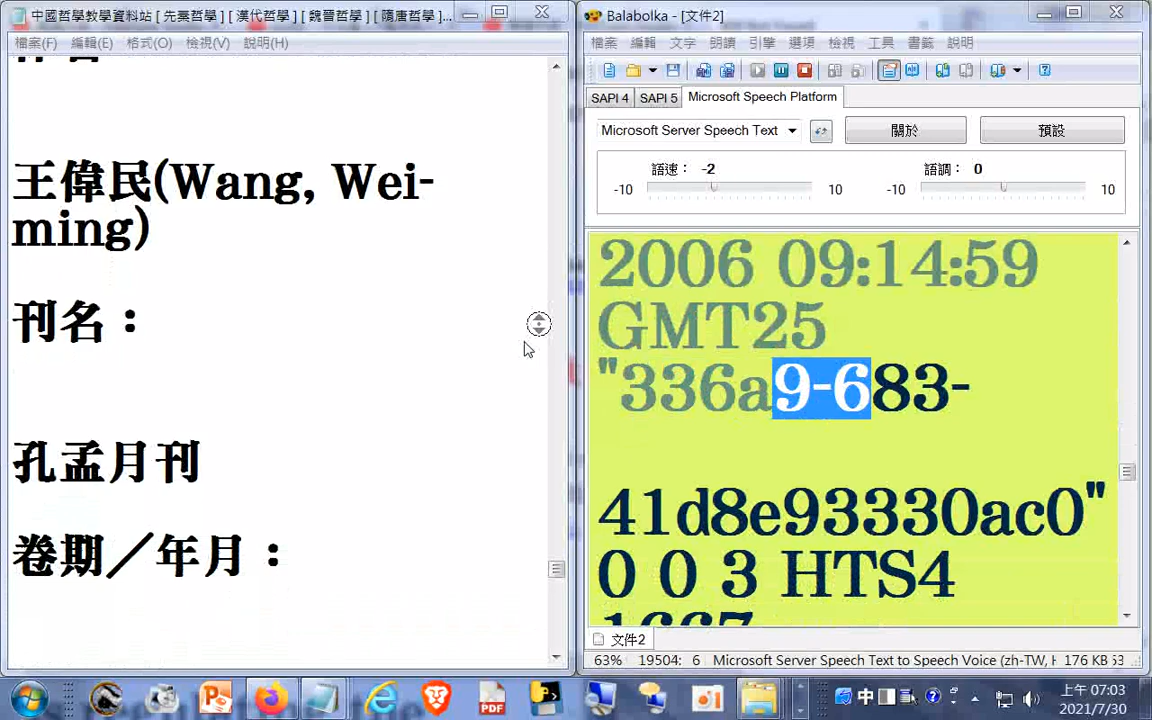 中國哲學教學資料站 [ 先秦哲學 ] [ 漢代哲學 ] [ 魏晉哲學 ] [ 隋唐哲學 ]...
檔案(F) 編輯(E) 格式(O) 檢視(V) 說明(H)
王偉民(Wang, Wei-
ming)
刊名：
孔孟月刊
卷期／年月：
Balabolka - [文件2]
檔案 編輯 文字 朗讀 引擎 選項 檢視 工具 書籤 說明
SAPI 4 SAPI 5 Microsoft Speech Platform
Microsoft Server Speech Text 關於 預設
語速： -2 語調： 0
-10 10 -10 10
2006 09:14:59
GMT25
"336a9-683-
41d8e93330ac0"
0 0 3 HTS4
1667
文件2
63% 19504: 6 Microsoft Server Speech Text to Speech Voice (zh-TW, H 176 KB
中 上午 07:03
2021/7/30